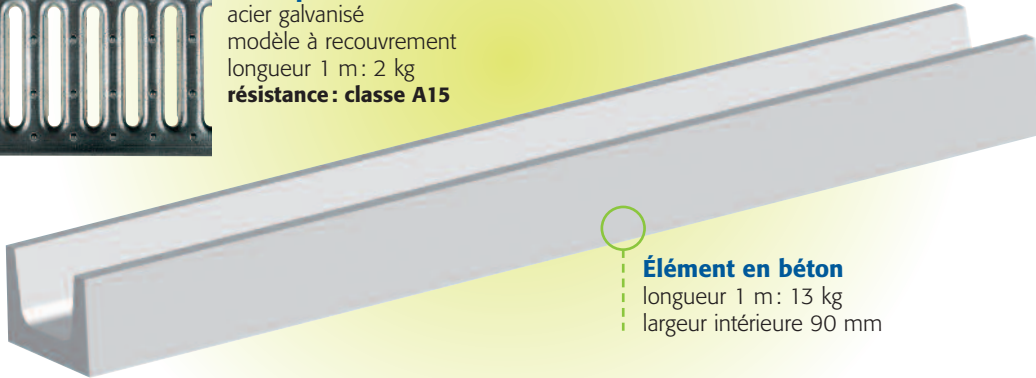 acier galvanisé
modèle à recouvrement
longueur 1 m : 2 kg
résistance : classe A15
Élément en béton
longueur 1 m : 13 kg
largeur intérieure 90 mm